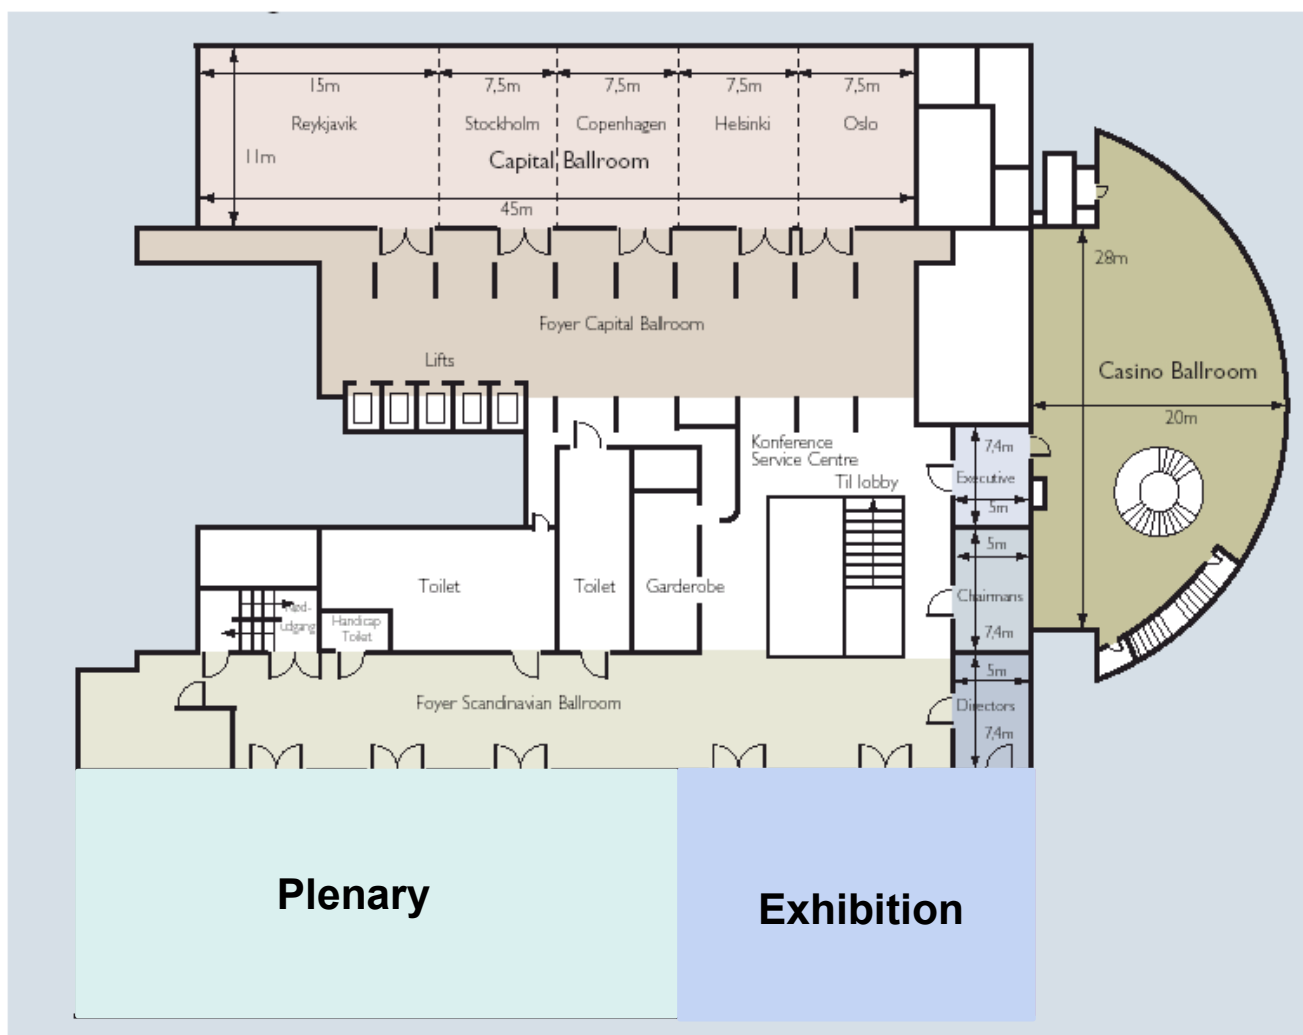 15m
7,5m
7,5m
7,5m
7,5m
Reykjavik
Stockholm
Copenhagen
Helsinki
Oslo
11m
Capital Ballroom
45m
28m
Foyer Capital Ballroom
Lifts
Casino Ballroom
20m
Konference
Service Centre
Til lobby
7,4m
Executive
5m
5m
Toilet
Toilet
Garderobe
Chairmans
Nød-
udgang
Handicap
Toilet
7,4m
5m
Foyer Scandinavian Ballroom
Directors
7,4m
Plenary
Exhibition